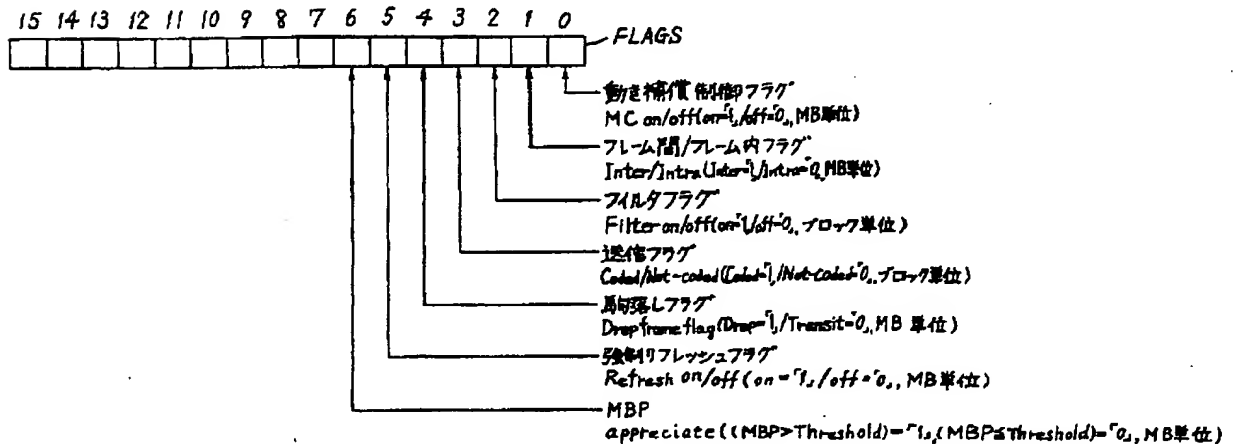 15 14 13 12 11 10 9 8 7 6 5 4 3 2 1 0
FLAGS
動き補償制御フラグ
MC on/off(on=「1」/off=「0」, MB単位)
フレーム間/フレーム内フラグ
Inter/Intra(Inter=「1」/Intra=「0」, MB単位)
フィルタフラグ
Filter on/off(on=「1」/off=「0」, ブロック単位)
送信フラグ
Coded/Not-coded(Coded=「1」/Not-coded=「0」, ブロック単位)
駒落しフラグ
Drop frame flag(Drop=「1」/Transit=「0」, MB単位)
強制リフレッシュフラグ
Refresh on/off(on=「1」/off=「0」, MB単位)
MBP
appreciate((MBP>Threshold)=「1」,(MBP≦Threshold)=「0」, MB単位)